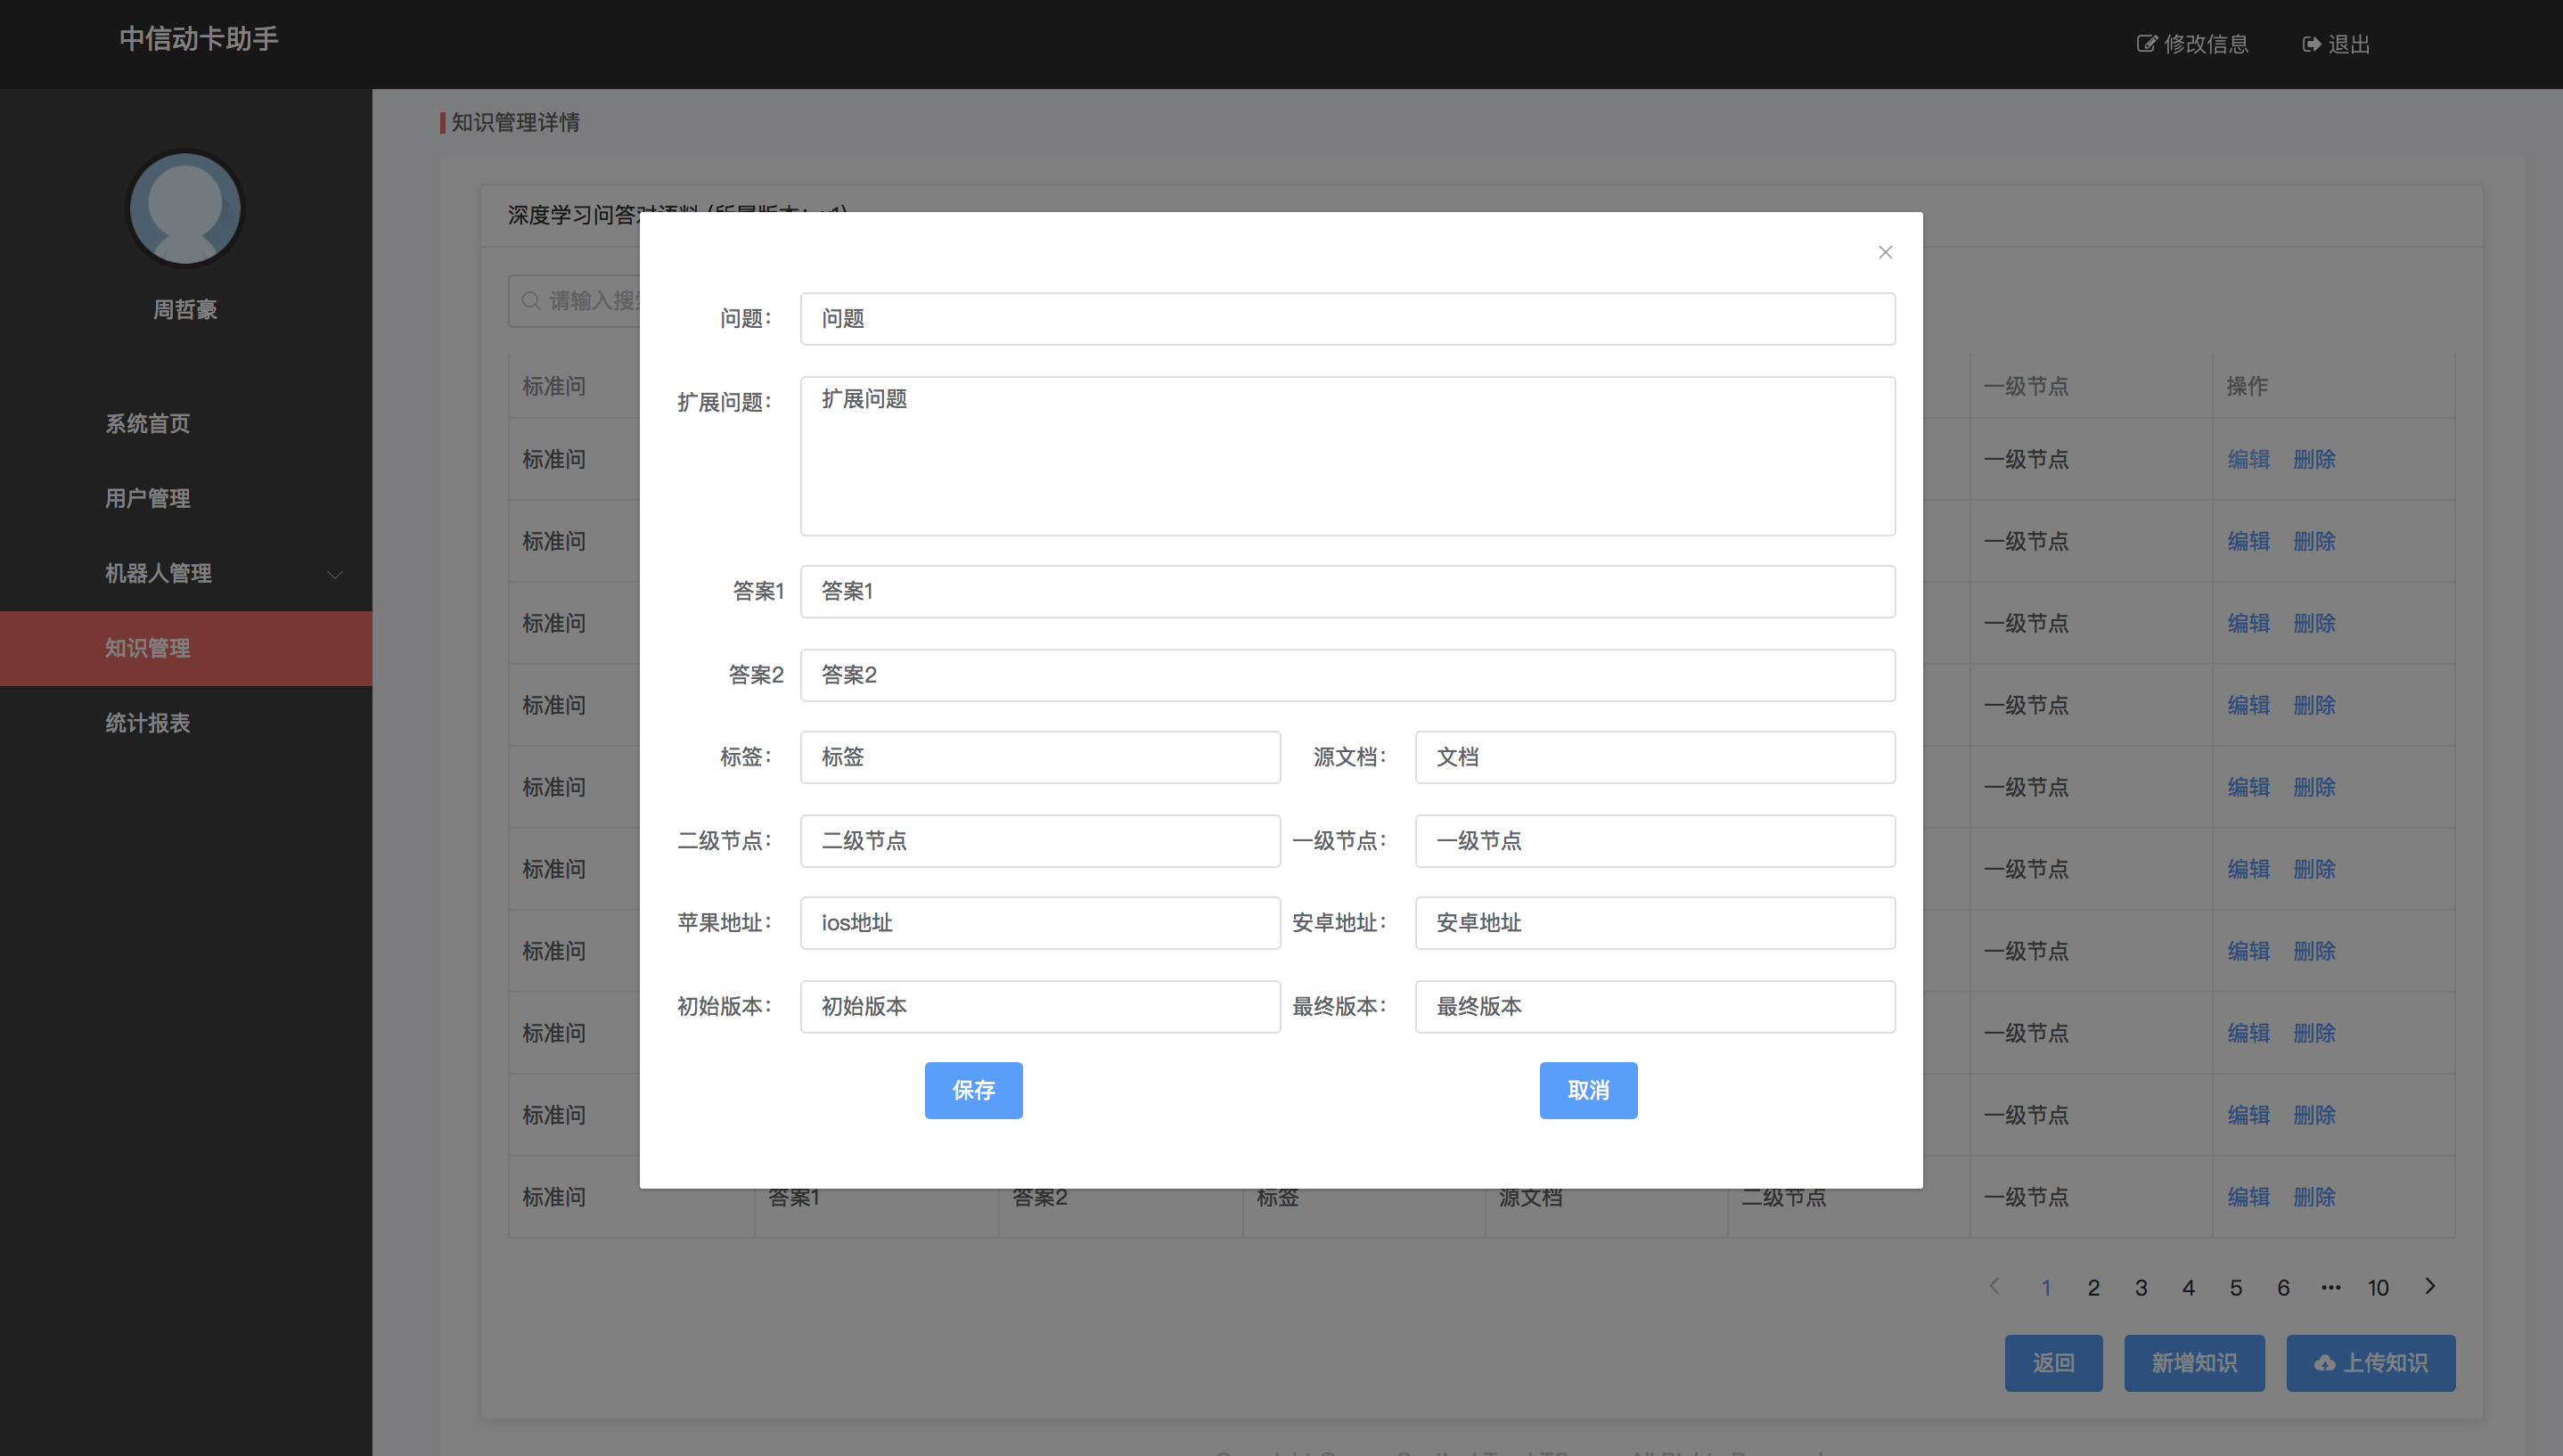 中信动卡助手
修改信息 退出
周哲豪
系统首页
用户管理
机器人管理
知识管理
统计报表
知识管理详情
深度学习问答
请输入搜
标准问 一级节点 操作
标准问 一级节点 编辑 删除
标准问 一级节点 编辑 删除
标准问 一级节点 编辑 删除
标准问 一级节点 编辑 删除
标准问 一级节点 编辑 删除
标准问 一级节点 编辑 删除
标准问 一级节点 编辑 删除
标准问 一级节点 编辑 删除
标准问 一级节点 编辑 删除
标准问 答案1 答案2 标签 源文档 二级节点 一级节点 编辑 删除
问题： 问题
扩展问题： 扩展问题
答案1 答案1
答案2 答案2
标签： 标签 源文档： 文档
二级节点： 二级节点 一级节点： 一级节点
苹果地址： ios地址 安卓地址： 安卓地址
初始版本： 初始版本 最终版本： 最终版本
保存 取消
1 2 3 4 5 6 ••• 10
返回 新增知识 上传知识